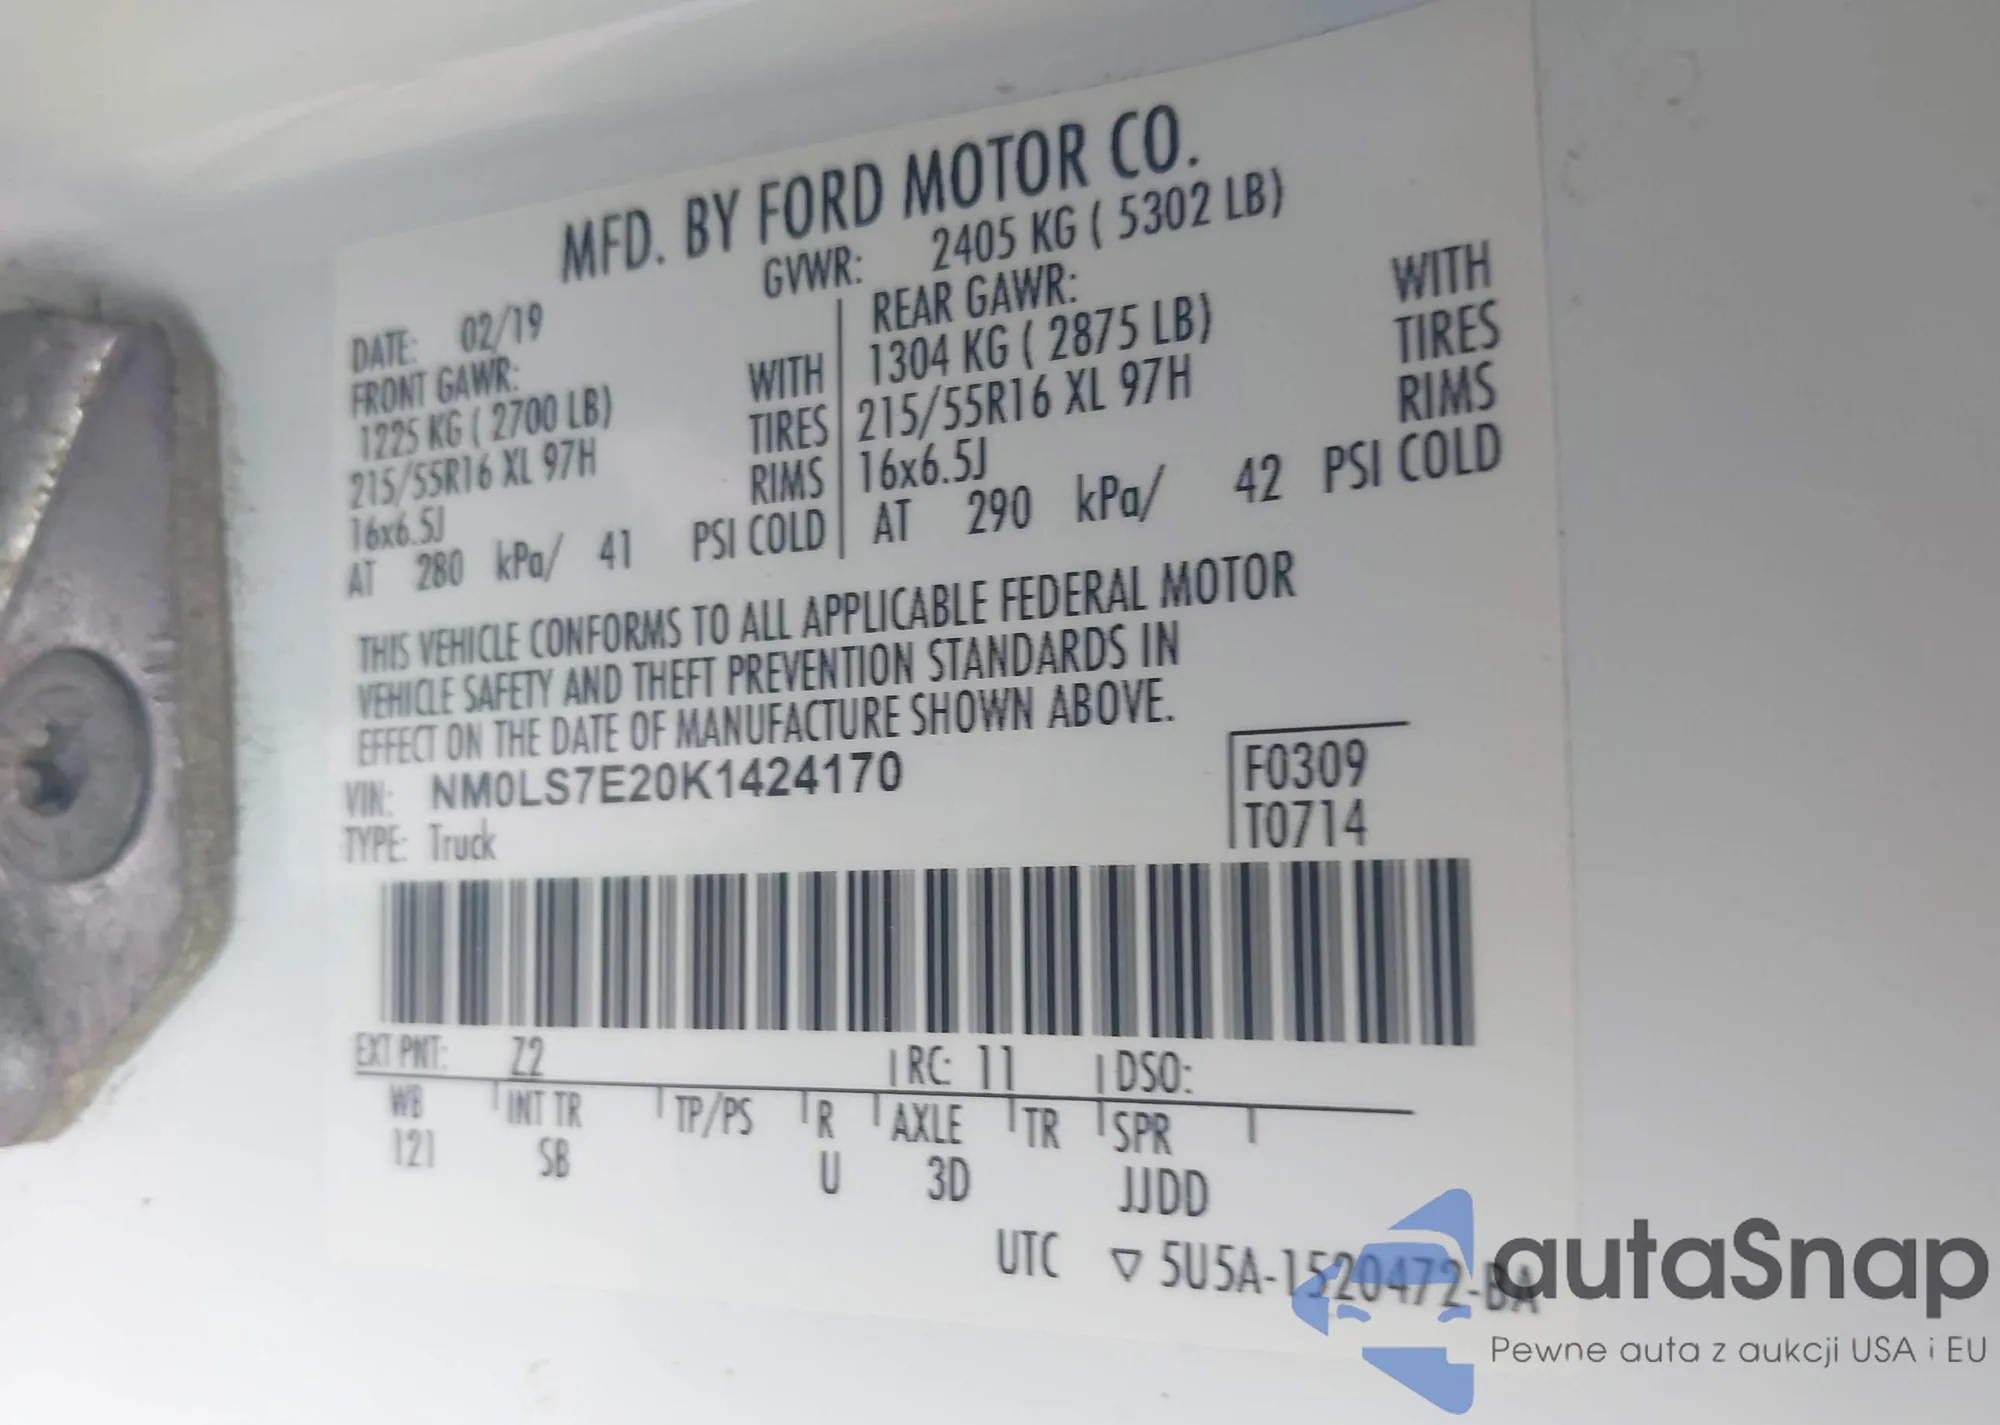 MFD. BY FORD MOTOR CO.
DATE: 02/19 GVWR: 2405 KG ( 5302 LB)
FRONT GAWR: REAR GAWR:
1225 KG ( 2700 LB) WITH 1304 KG ( 2875 LB) WITH
215/55R16 XL 97H TIRES 215/55R16 XL 97H TIRES
16x6.5J RIMS 16x6.5J RIMS
AT 280 kPa/ 41 PSI COLD AT 290 kPa/ 42 PSI COLD
THIS VEHICLE CONFORMS TO ALL APPLICABLE FEDERAL MOTOR
VEHICLE SAFETY AND THEFT PREVENTION STANDARDS IN
EFFECT ON THE DATE OF MANUFACTURE SHOWN ABOVE.
VIN: NM0LS7E20K1424170 F0309
TYPE: Truck T0714
EXT PNT: Z2 RC: 11 DSO:
WB INT TR TP/PS R AXLE TR SPR
121 SB U 3D JJDD
UTC ▽ 5U5A-1520472-BA
autaSnap
Pewne auta z aukcji USA i EU